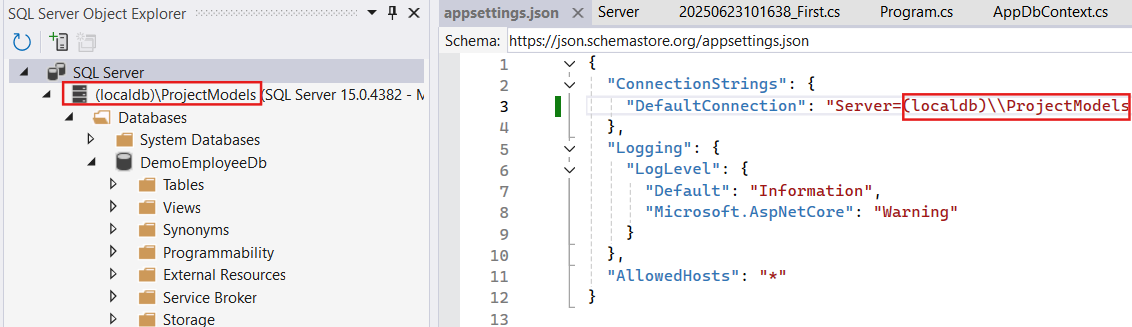 SQL Server Object Explorer
SQL Server
(localdb)\ProjectModels (SQL Server 15.0.4382 - M
Databases
System Databases
DemoEmployeeDb
Tables
Views
Synonyms
Programmability
External Resources
Service Broker
Storage
appsettings.json Server 20250623101638_First.cs Program.cs AppDbContext.cs
Schema: https://json.schemastore.org/appsettings.json
1 {
2 "ConnectionStrings": {
3 "DefaultConnection": "Server=(localdb)\\ProjectModels
4 },
5 "Logging": {
6 "LogLevel": {
7 "Default": "Information",
8 "Microsoft.AspNetCore": "Warning"
9 }
10 },
11 "AllowedHosts": "*"
12 }
13